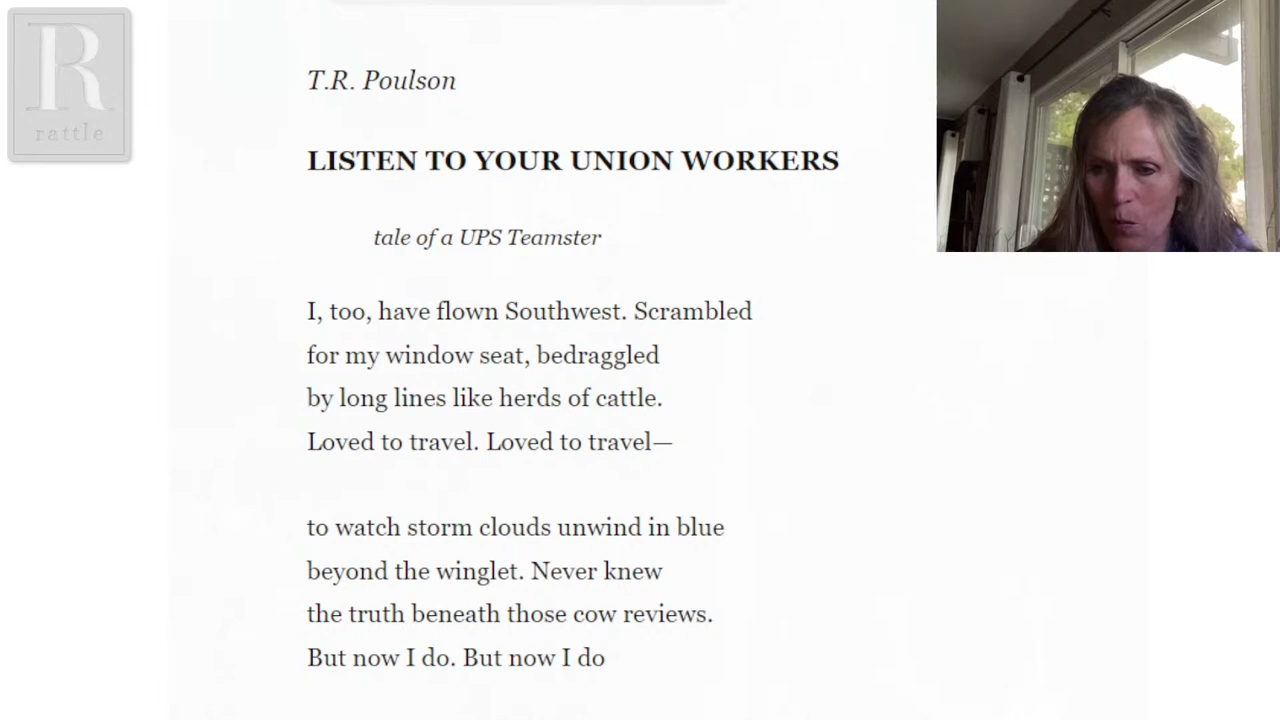 R
rattle
T.R. Poulson
LISTEN TO YOUR UNION WORKERS
tale of a UPS Teamster
I, too, have flown Southwest. Scrambled
for my window seat, bedraggled
by long lines like herds of cattle.
Loved to travel. Loved to travel—
to watch storm clouds unwind in blue
beyond the winglet. Never knew
the truth beneath those cow reviews.
But now I do. But now I do